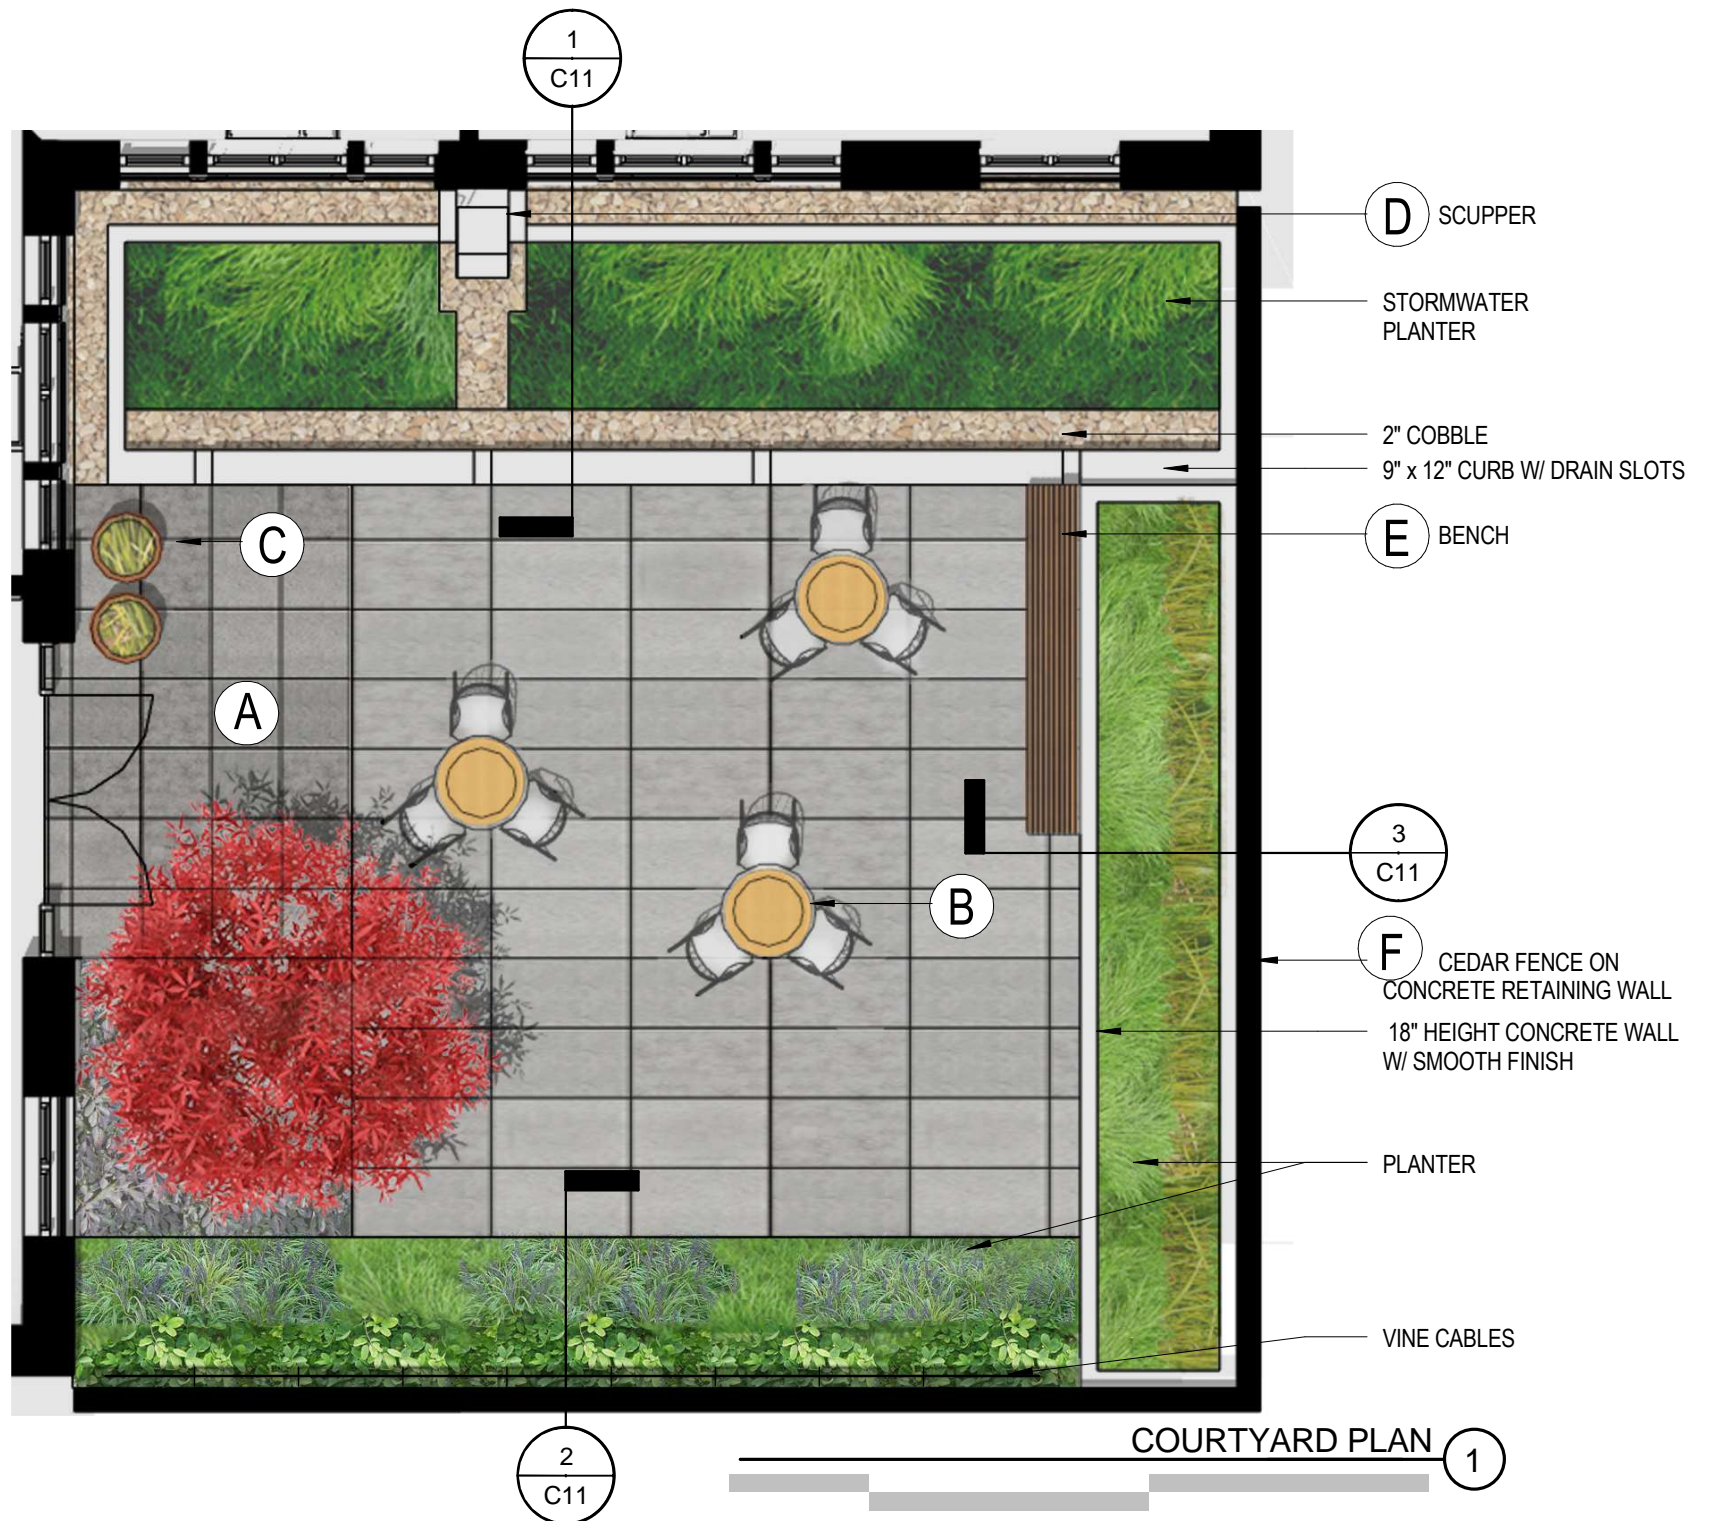 1
C11
D SCUPPER
STORMWATER
PLANTER
2" COBBLE
9" x 12" CURB W/ DRAIN SLOTS
C
E BENCH
A
3
C11
B
F CEDAR FENCE ON
CONCRETE RETAINING WALL
18" HEIGHT CONCRETE WALL
W/ SMOOTH FINISH
PLANTER
VINE CABLES
2
C11
COURTYARD PLAN 1